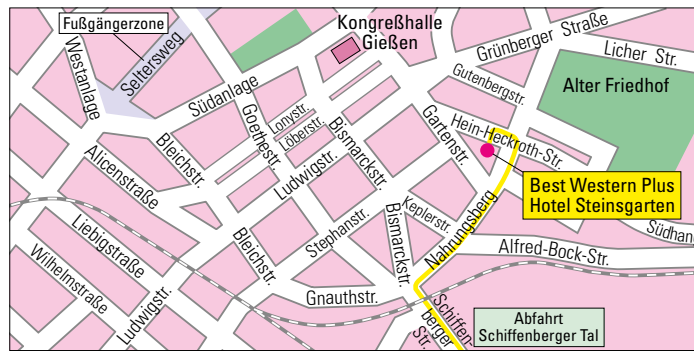 Fußgängerzone
Kongreßhalle
Gießen
Grünberger Straße
Licher Str.
Westanlage
Seltersweg
Südanlage
Gutenbergstr.
Alter Friedhof
Goethestr.
Lonystr.
Löberstr.
Bismarckstr.
Gartenstr.
Hein-Heckroth-Str.
Bleichstr.
Alicenstraße
Ludwigstr.
Best Western Plus
Hotel Steinsgarten
Keplerstr.
Nahrungsberg
Stephanstr.
Bismarckstr.
Liebigstraße
Bleichstr.
Alfred-Bock-Str.
Wilhelmstraße
Ludwigstr.
Gnauthstr.
Schiffen-
berger
Str.
Abfahrt
Schiffenberger Tal